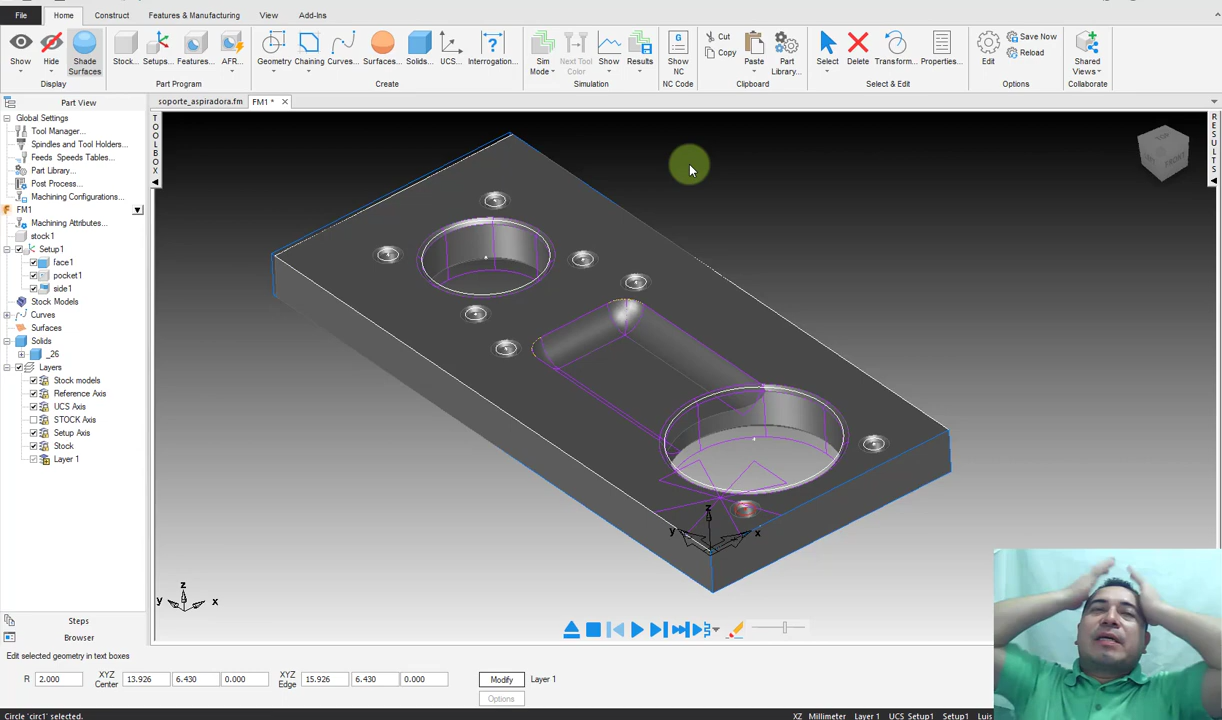 File Home Construct Features & Manufacturing View Add-Ins
Show Hide Shade Surfaces Stock... Setups... Features... AFR... Geometry Chaining Curves... Surfaces... Solids... UCS... Interrogation... Sim Mode Next Tool Color Show Results Show NC Cut Copy Paste Part Library... Select Delete Transform... Properties... Edit Save Now Reload Shared Views
Display Part Program Create Simulation NC Code Clipboard Select & Edit Options Collaborate
Part View soporte_aspiradora.fm FM1 *
Global Settings
Tool Manager...
Spindles and Tool Holders...
Feeds Speeds Tables...
Part Library...
Post Process...
Machining Configurations...
FM1
Machining Attributes...
stock1
Setup1
face1
pocket1
side1
Stock Models
Curves
Surfaces
Solids
_26
Layers
Stock models
Reference Axis
UCS Axis
STOCK Axis
Setup Axis
Stock
Layer 1
TOOLBOX
RESULTS
TOP
FRONT
z
y x
z
y x
Steps
Browser
Edit selected geometry in text boxes
R 2.000 XYZ Center 13.926 6.430 0.000 XYZ Edge 15.926 6.430 0.000 Modify Layer 1
Options
Circle 'circ1' selected. XZ Millimeter Layer 1 UCS_Setup1 Setup1 Luis